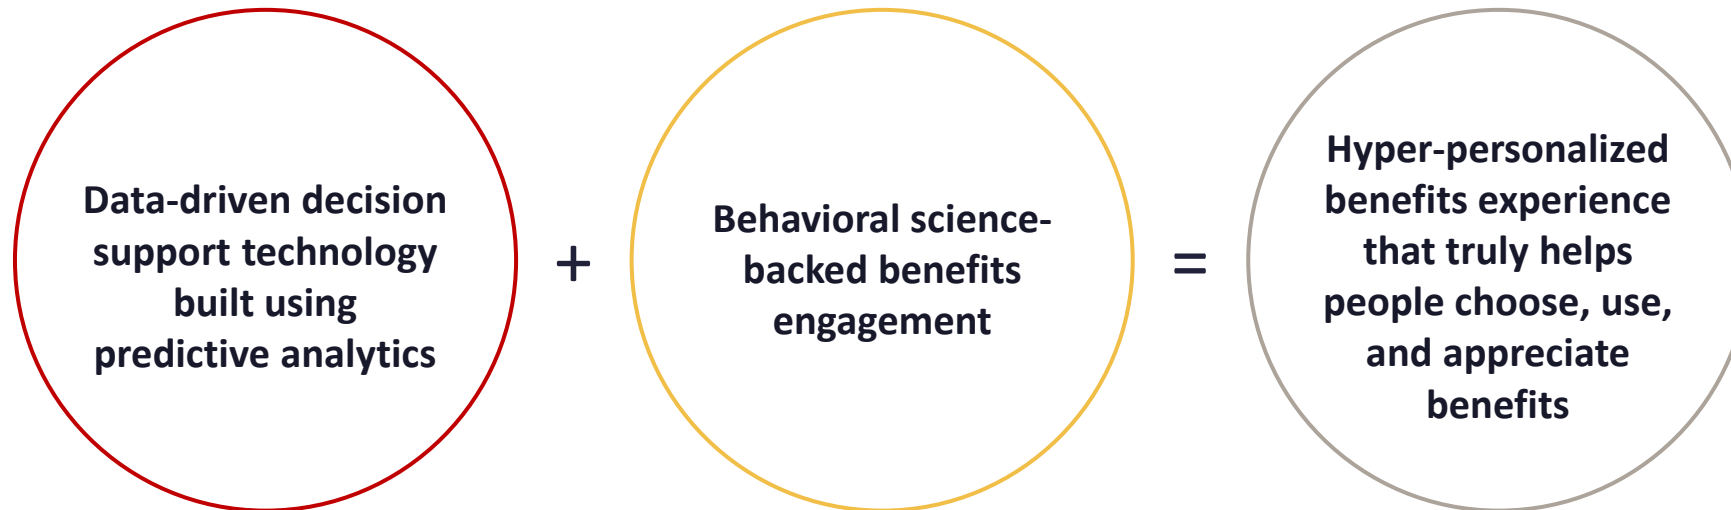 Data-driven decision
support technology
built using
predictive analytics
+
Behavioral science-
backed benefits
engagement
=
Hyper-personalized
benefits experience
that truly helps
people choose, use,
and appreciate
benefits